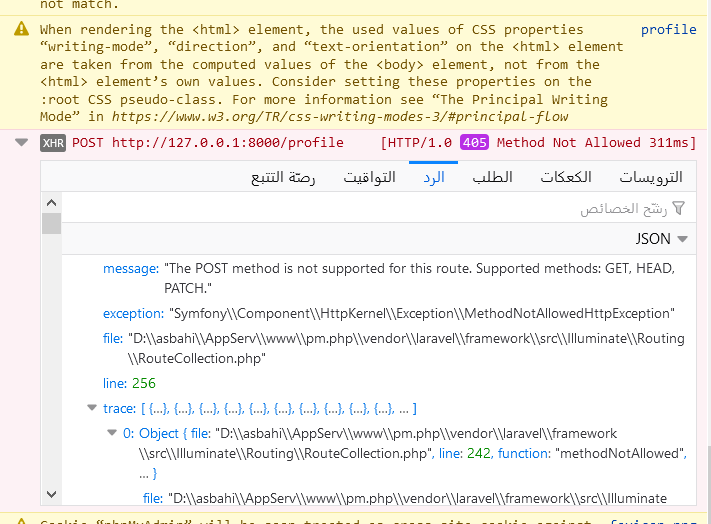 not match.
When rendering the <html> element, the used values of CSS properties profile
“writing-mode”, “direction”, and “text-orientation” on the <html> element
are taken from the computed values of the <body> element, not from the
<html> element’s own values. Consider setting these properties on the
:root CSS pseudo-class. For more information see “The Principal Writing
Mode” in https://www.w3.org/TR/css-writing-modes-3/#principal-flow
XHR POST http://127.0.0.1:8000/profile [HTTP/1.0 405 Method Not Allowed 311ms]
الترويسات الكعكات الطلب الرد التواقيت رصّة التتبع
رشّح الخصائص
JSON
message: "The POST method is not supported for this route. Supported methods: GET, HEAD,
PATCH."
exception: "Symfony\\Component\\HttpKernel\\Exception\\MethodNotAllowedHttpException"
file: "D:\\asbahi\\AppServ\\www\\pm.php\\vendor\\laravel\\framework\\src\\Illuminate\\Routing
\\RouteCollection.php"
line: 256
trace: [ {…}, {…}, {…}, {…}, {…}, {…}, {…}, {…}, {…}, {…}, … ]
0: Object { file: "D:\\asbahi\\AppServ\\www\\pm.php\\vendor\\laravel\\framework
\\src\\Illuminate\\Routing\\RouteCollection.php", line: 242, function: "methodNotAllowed",
… }
file: "D:\\asbahi\\AppServ\\www\\pm.php\\vendor\\laravel\\framework\\src\\Illuminate